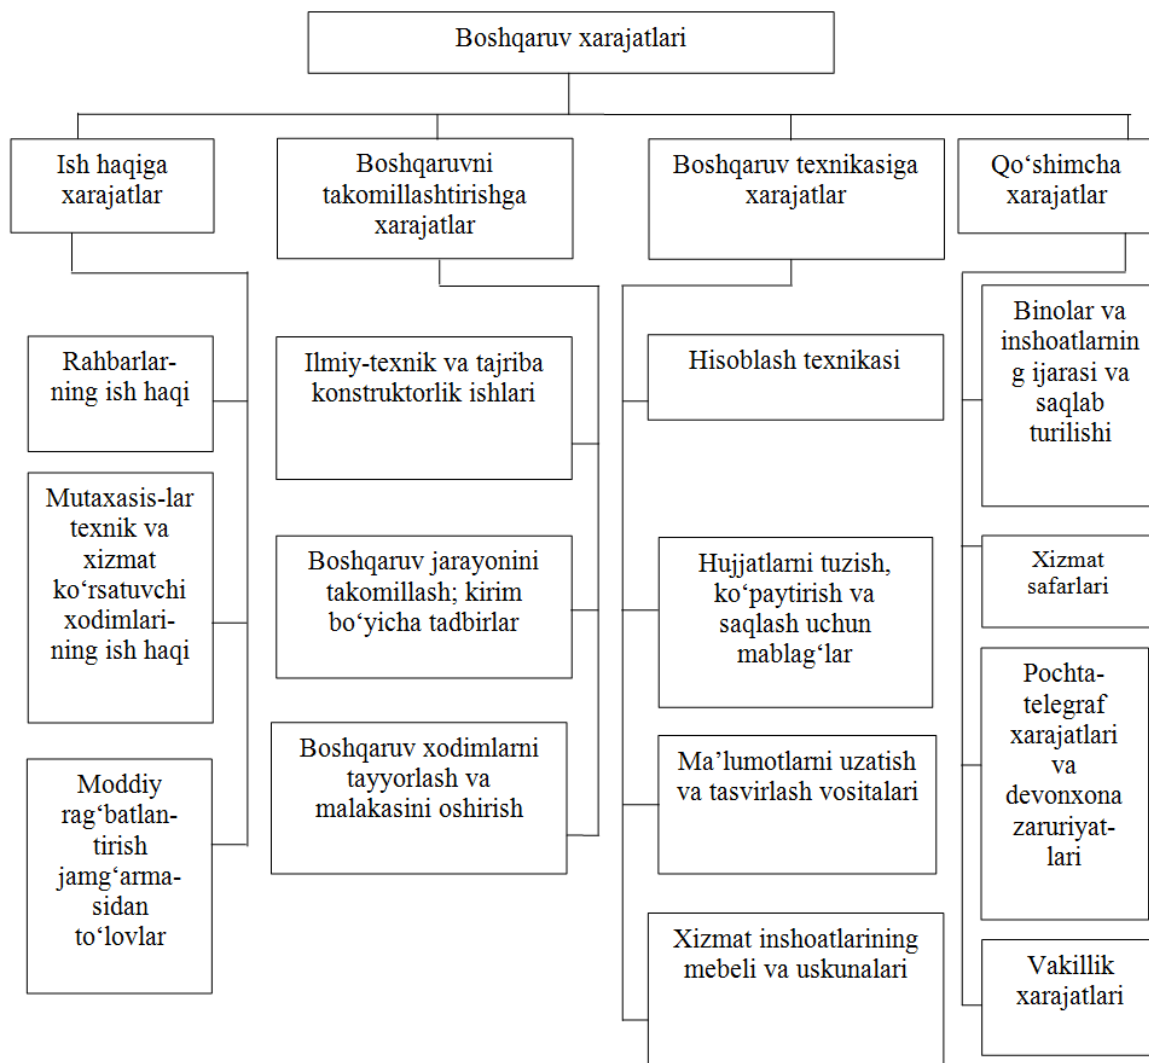 Boshqaruv xarajatlari
Ish haqiga
xarajatlar
Boshqaruvni
takomillashtirishga
xarajatlar
Boshqaruv texnikasiga
xarajatlar
Qo‘shimcha
xarajatlar
Rahbarlar-
ning ish haqi
Mutaxasis-lar
texnik va
xizmat
ko‘rsatuvchi
xodimlari-
ning ish haqi
Moddiy
rag‘batlan-
tirish
jamg‘arma-
sidan
to‘lovlar
Ilmiy-texnik va tajriba
konstruktorlik ishlari
Boshqaruv jarayonini
takomillash; kirim
bo‘yicha tadbirlar
Boshqaruv xodimlarni
tayyorlash va
malakasini oshirish
Hisoblash texnikasi
Hujjatlarni tuzish,
ko‘paytirish va
saqlash uchun
mablag‘lar
Ma’lumotlarni uzatish
va tasvirlash vositalari
Xizmat inshoatlarining
mebeli va uskunalari
Binolar va
inshoatlarnin
g ijarasi va
saqlab
turilishi
Xizmat
safarlari
Pochta-
telegraf
xarajatlari
va
devonxona
zaruriyat-
lari
Vakillik
xarajatlari